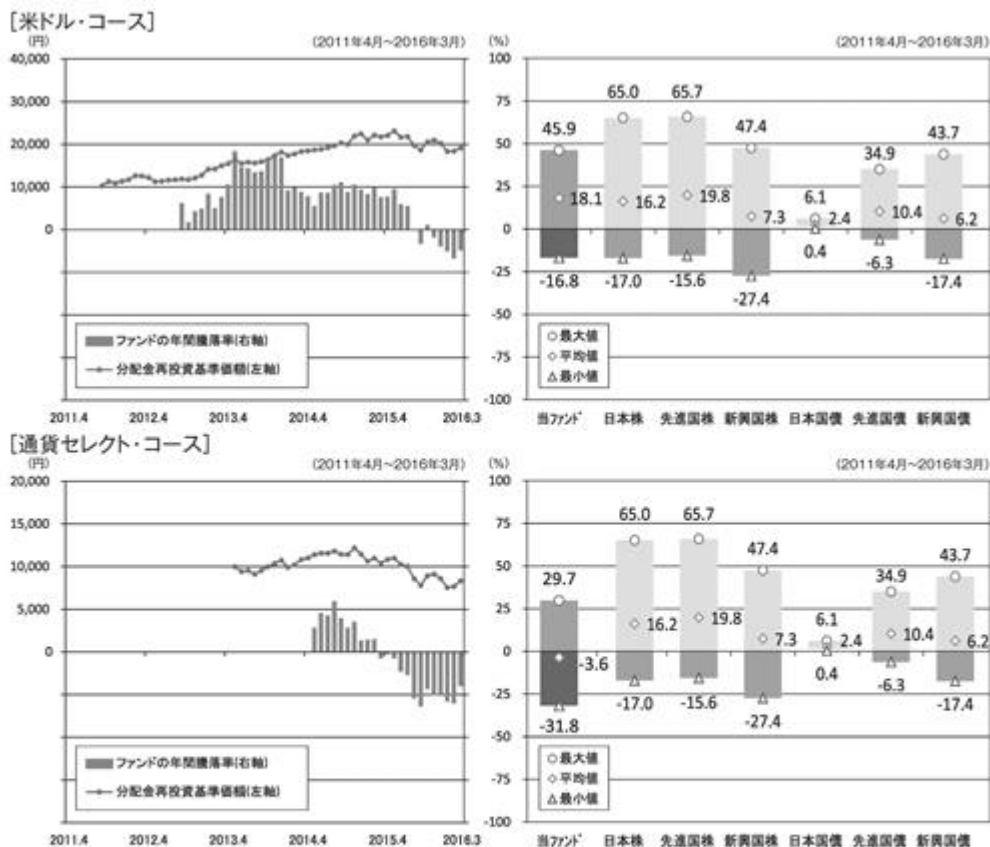 [米ドル・コース]
(円)
(2011年4月～2016年3月)
40,000
30,000
20,000
10,000
0
ファンドの年間騰落率(右軸)
分配金再投資基準価額(左軸)
2011.4 2012.4 2013.4 2014.4 2015.4 2016.3
(%)
(2011年4月～2016年3月)
100
75
50
25
0
-25
-50
-75
-100
45.9 65.0 65.7 47.4 6.1 34.9 43.7
18.1 16.2 19.8 7.3 2.4 10.4 6.2
-16.8 -17.0 -15.6 -27.4 0.4 -6.3 -17.4
最大値
平均値
最小値
当ファンド 日本株 先進国株 新興国株 日本国債 先進国債 新興国債
[通貨セレクト・コース]
(円)
(2011年4月～2016年3月)
20,000
15,000
10,000
5,000
0
ファンドの年間騰落率(右軸)
分配金再投資基準価額(左軸)
2011.4 2012.4 2013.4 2014.4 2015.4 2016.3
(%)
(2011年4月～2016年3月)
100
75
50
25
0
-25
-50
-75
-100
29.7 65.0 65.7 47.4 6.1 34.9 43.7
-3.6 16.2 19.8 7.3 2.4 10.4 6.2
-31.8 -17.0 -15.6 -27.4 0.4 -6.3 -17.4
最大値
平均値
最小値
当ファンド 日本株 先進国株 新興国株 日本国債 先進国債 新興国債